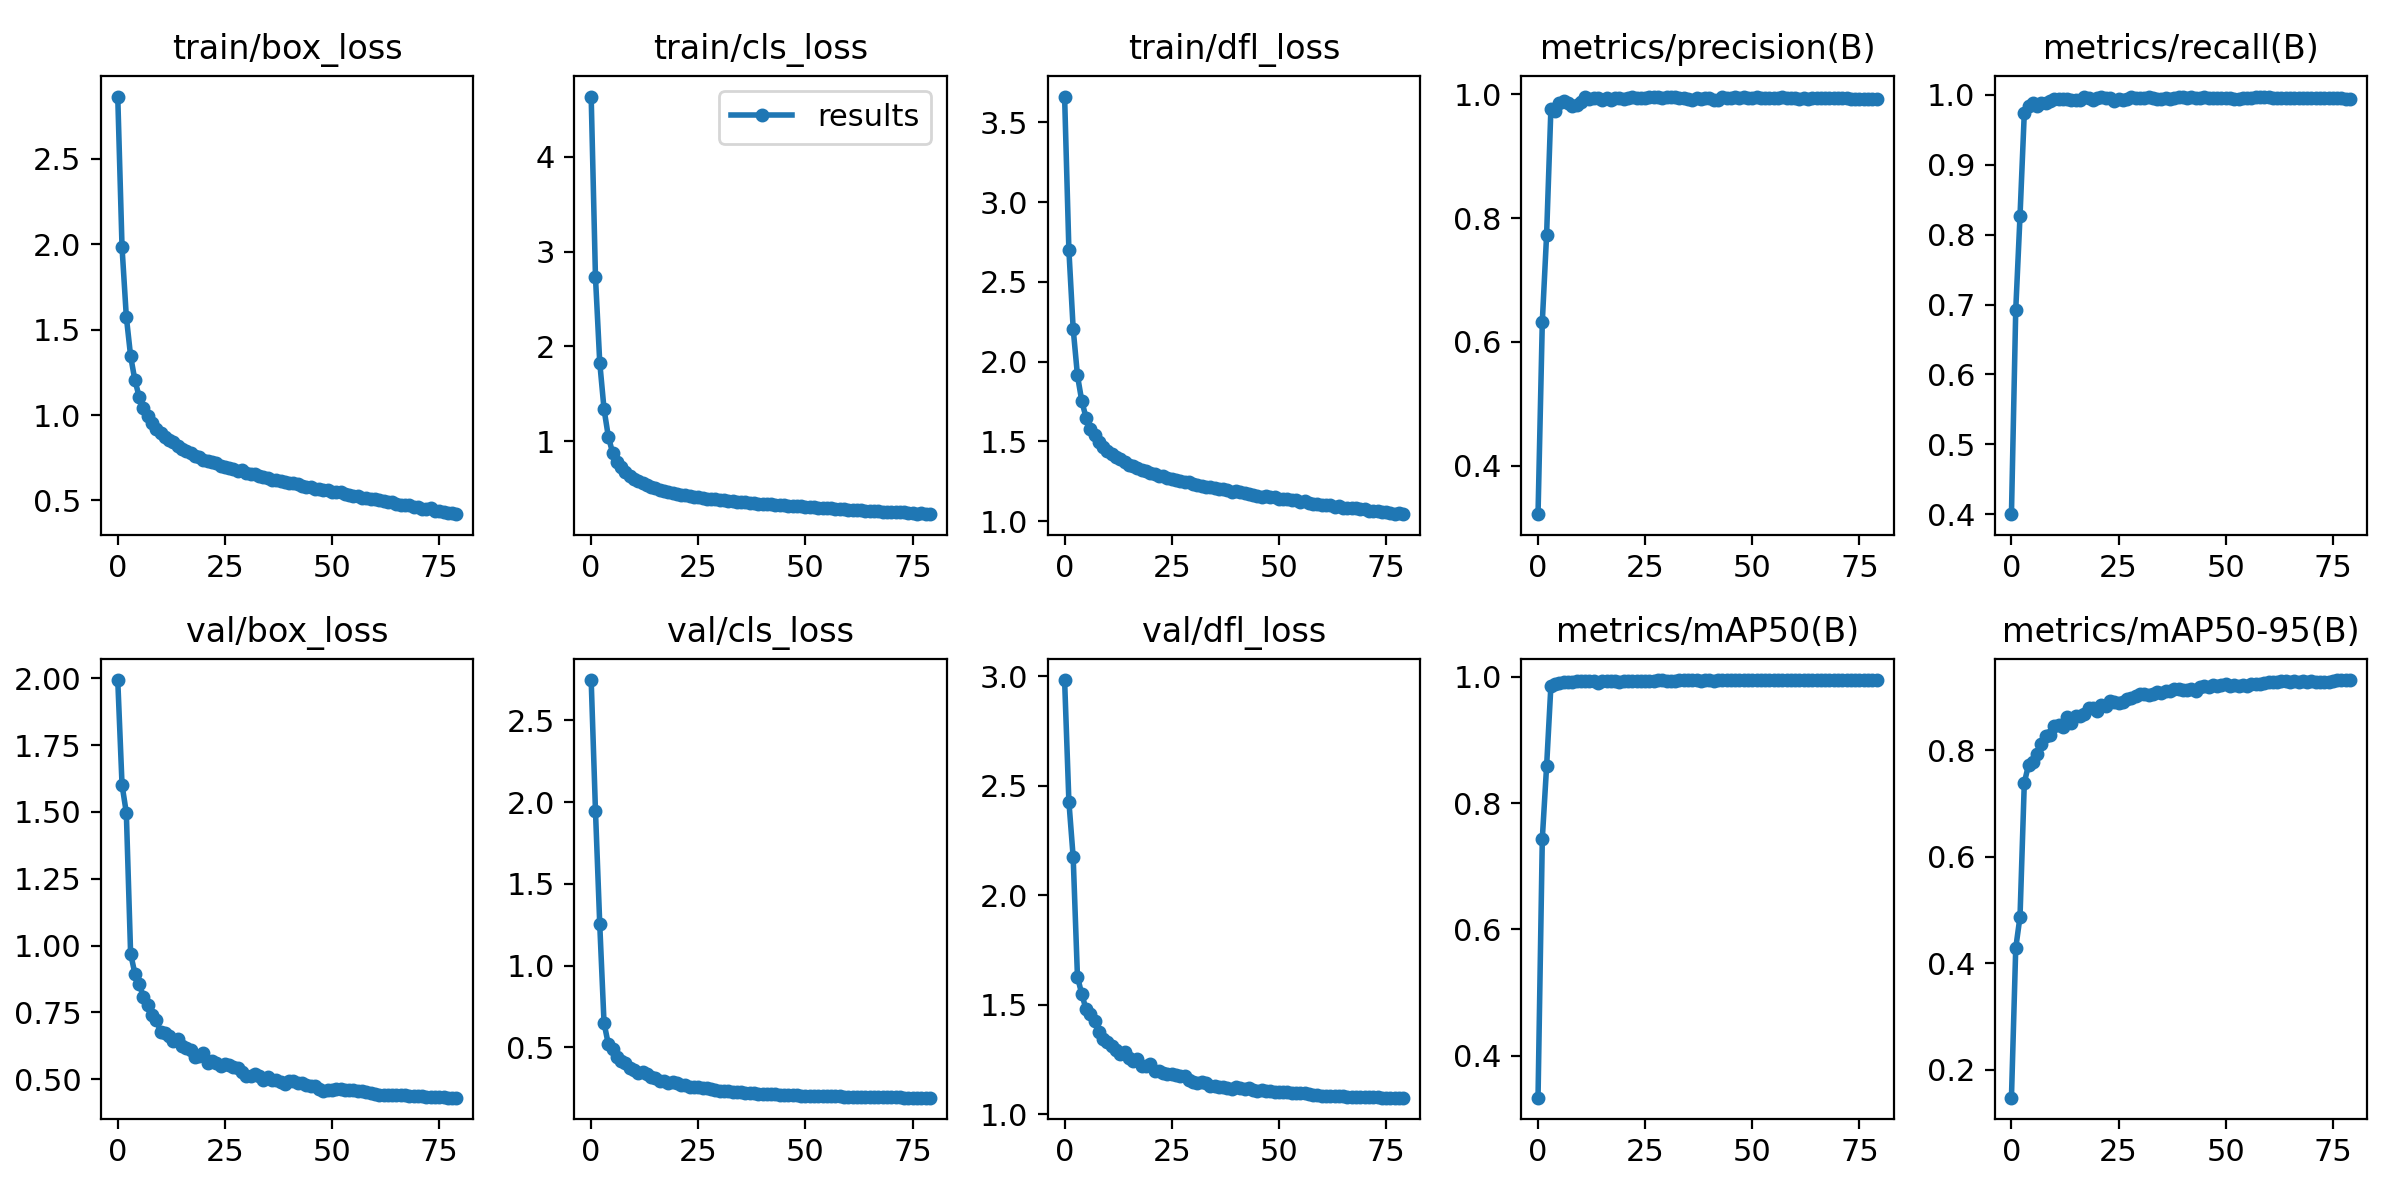 train/box_loss
train/cls_loss
train/dfl_loss
metrics/precision(B)
metrics/recall(B)
2.5
2.0
1.5
1.0
0.5
0 25 50 75
results
4
3
2
1
0 25 50 75
3.5
3.0
2.5
2.0
1.5
1.0
0 25 50 75
1.0
0.8
0.6
0.4
0 25 50 75
1.0
0.9
0.8
0.7
0.6
0.5
0.4
0 25 50 75
val/box_loss
val/cls_loss
val/dfl_loss
metrics/mAP50(B)
metrics/mAP50-95(B)
2.00
1.75
1.50
1.25
1.00
0.75
0.50
0 25 50 75
2.5
2.0
1.5
1.0
0.5
0 25 50 75
3.0
2.5
2.0
1.5
1.0
0 25 50 75
1.0
0.8
0.6
0.4
0 25 50 75
0.8
0.6
0.4
0.2
0 25 50 75